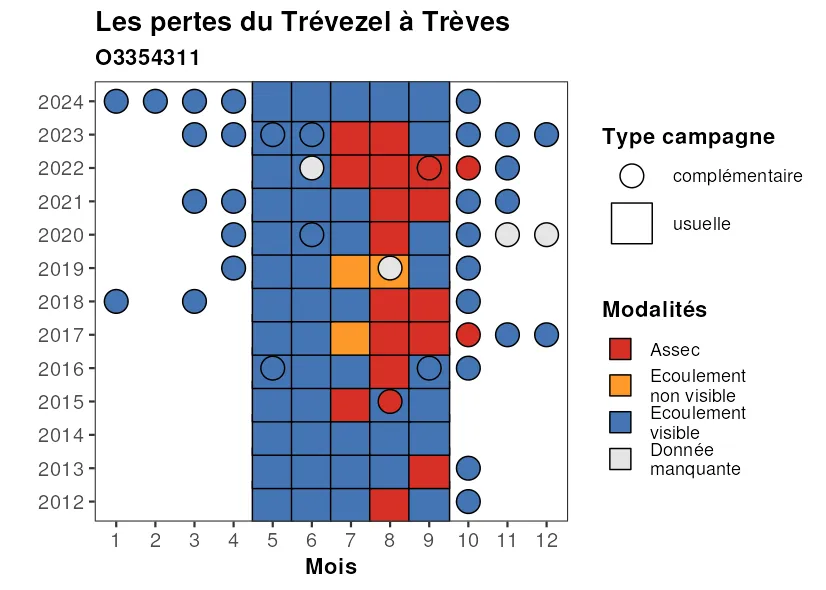 Les pertes du Trévezel à Trèves
O3354311
2024
2023
2022
2021
2020
2019
2018
2017
2016
2015
2014
2013
2012
1 2 3 4 5 6 7 8 9 10 11 12
Mois
Type campagne
complémentaire
usuelle
Modalités
Assec
Ecoulement
non visible
Ecoulement
visible
Donnée
manquante